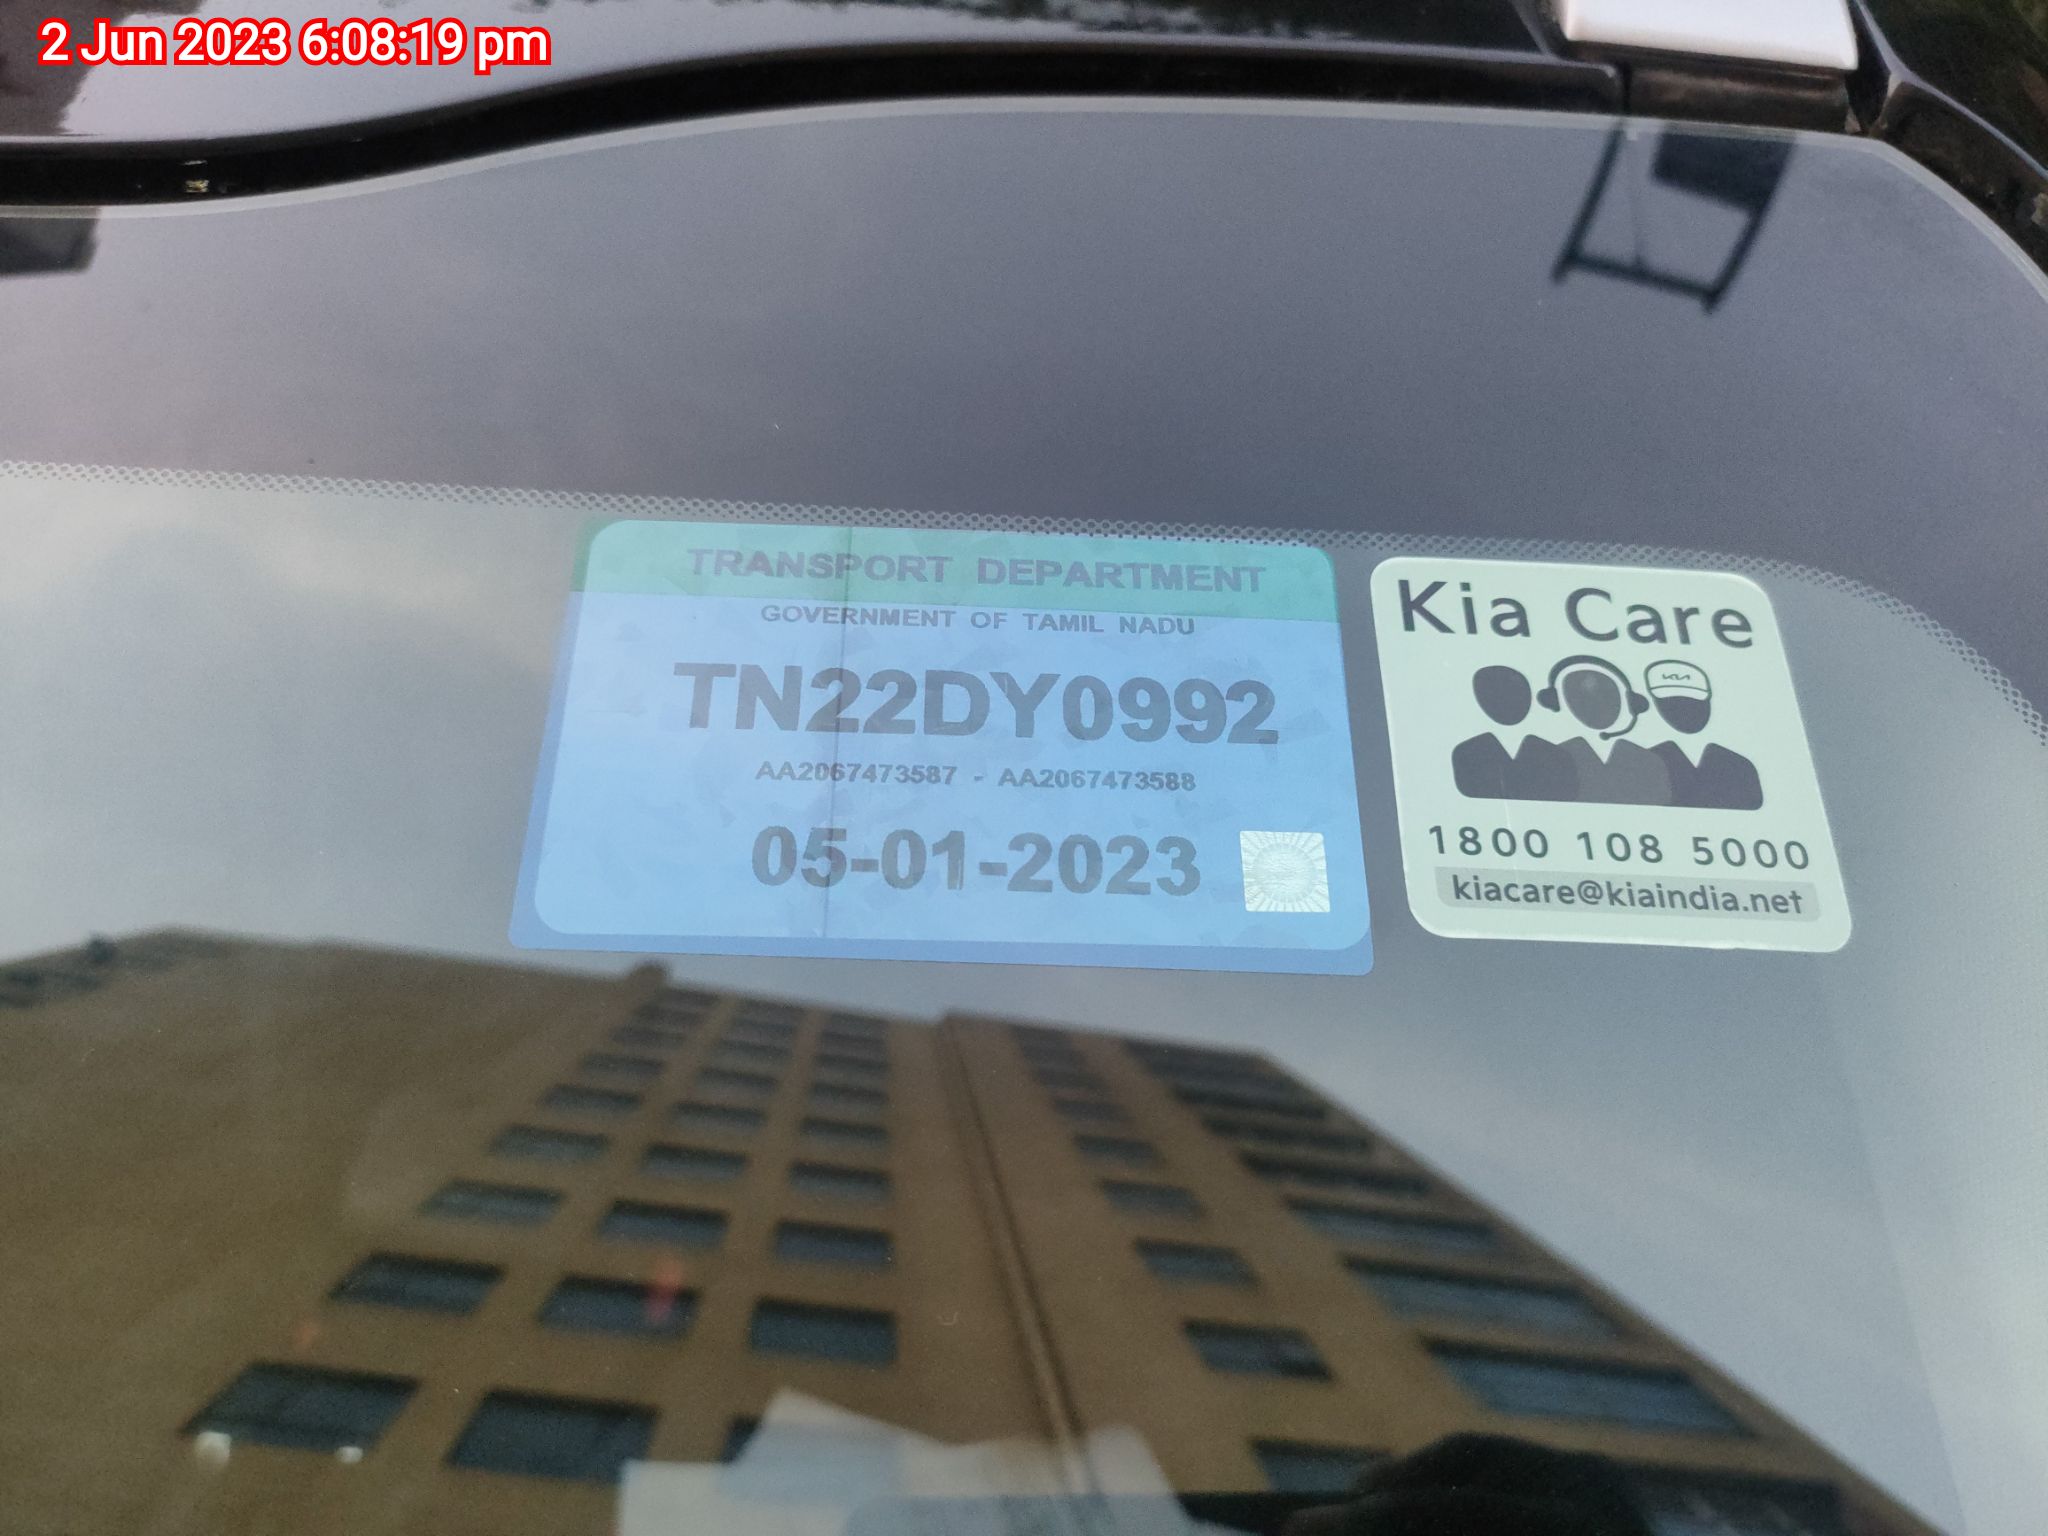 2 Jun 2023 6:08:19 pm
TRANSPORT DEPARTMENT
GOVERNMENT OF TAMIL NADU
TN22DY0992
AA2067473587 - AA2067473588
05-01-2023
Kia Care
KIA
1800 108 5000
kiacare@kiaindia.net